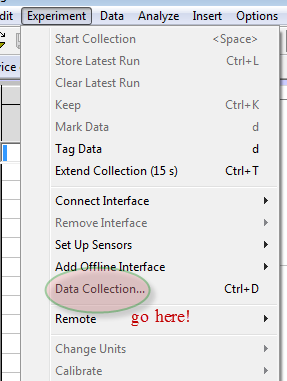 Experiment Data Analyze Insert Options
Start Collection <Space>
Store Latest Run Ctrl+L
Clear Latest Run
vice
Keep Ctrl+K
Mark Data d
Tag Data d
Extend Collection (15 s) Ctrl+T
Connect Interface
Remove Interface
Set Up Sensors
Add Offline Interface
Data Collection... Ctrl+D
Remote go here!
Change Units
Calibrate